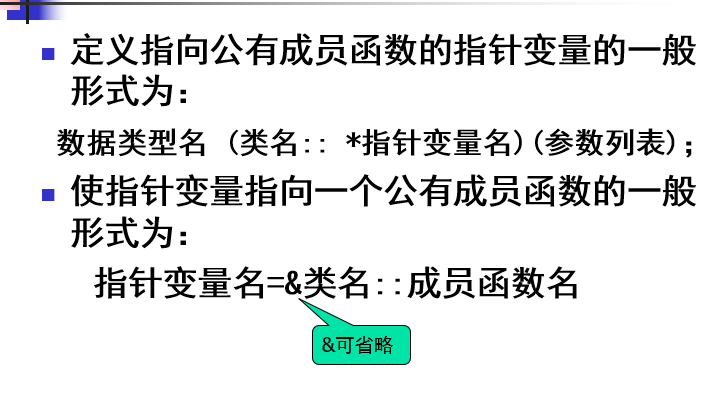 定义指向公有成员函数的指针变量的一般
形式为：
数据类型名 (类名:: *指针变量名)(参数列表)；
使指针变量指向一个公有成员函数的一般
形式为：
指针变量名=&类名::成员函数名
&可省略